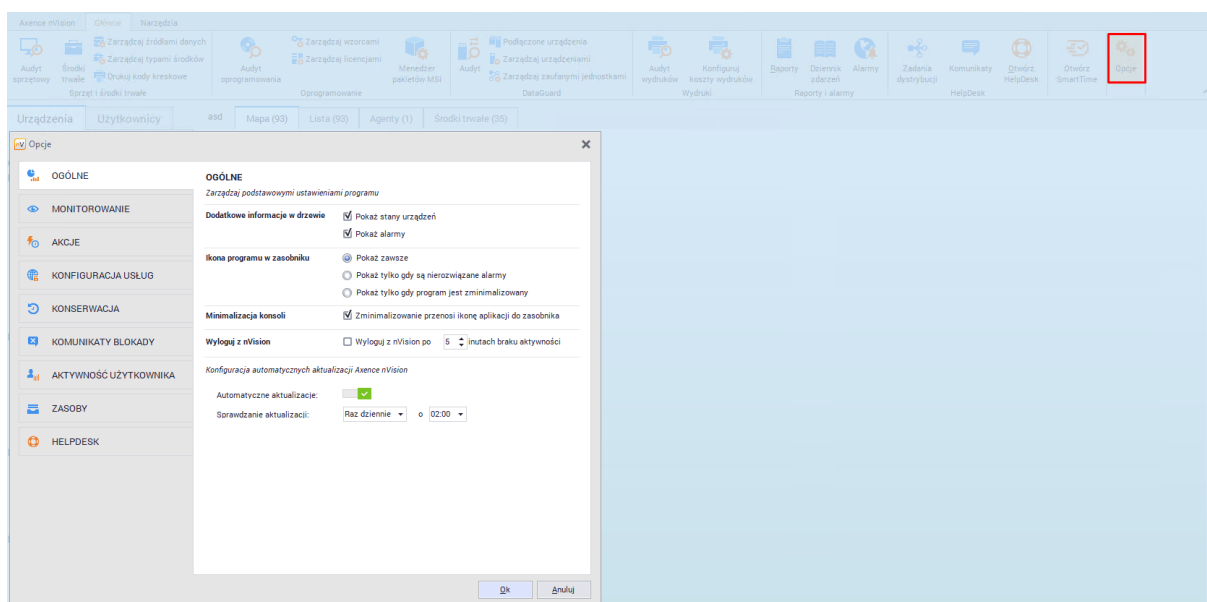 Axence nVision Główne Narzędzia
Audyt sprzętowy
Środki trwałe
Zarządzaj źródłami danych
Zarządzaj typami środków
Drukuj kody kreskowe
Sprzęt i środki trwałe
Audyt oprogramowania
Zarządzaj wzorcami
Zarządzaj licencjami
Menedżer pakietów MSI
Oprogramowanie
Audyt
Podłączone urządzenia
Zarządzaj urządzeniami
Zarządzaj zaufanymi jednostkami
DataGuard
Audyt wydruków
Konfiguruj koszty wydruków
Wydruki
Raporty
Dziennik zdarzeń
Alarmy
Raporty i alarmy
Zadania dystrybucji
Komunikaty
Otwórz HelpDesk
HelpDesk
Otwórz SmartTime
Opcje
Urządzenia Użytkownicy asd Mapa (93) Lista (93) Agenty (1) Środki trwałe (35)
nV Opcje
OGÓLNE
MONITOROWANIE
AKCJE
KONFIGURACJA USŁUG
KONSERWACJA
KOMUNIKATY BLOKADY
AKTYWNOŚĆ UŻYTKOWNIKA
ZASOBY
HELPDESK
OGÓLNE
Zarządzaj podstawowymi ustawieniami programu
Dodatkowe informacje w drzewie Pokaż stany urządzeń
Pokaż alarmy
Ikona programu w zasobniku Pokaż zawsze
Pokaż tylko gdy są nierozwiązane alarmy
Pokaż tylko gdy program jest zminimalizowany
Minimalizacja konsoli Zminimalizowanie przenosi ikonę aplikacji do zasobnika
Wyloguj z nVision Wyloguj z nVision po 5 inutach braku aktywności
Konfiguracja automatycznych aktualizacji Axence nVision
Automatyczne aktualizacje:
Sprawdzanie aktualizacji: Raz dziennie o 02:00
Ok Anuluj